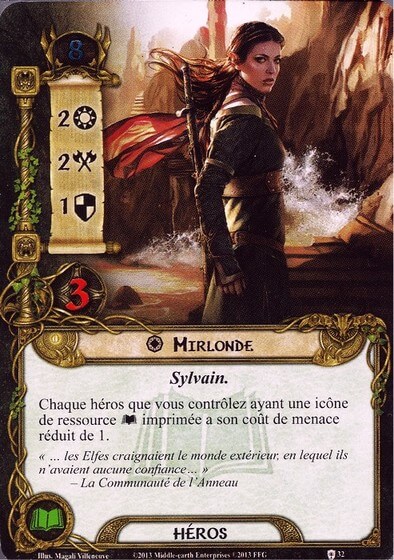 8
2
2
1
3
MIRLONDE
Sylvain.
Chaque héros que vous contrôlez ayant une icône
de ressource imprimée a son coût de menace
réduit de 1.
« … les Elfes craignaient le monde extérieur, en lequel ils
n'avaient aucune confiance… »
– La Communauté de l'Anneau
HÉROS
Illus. Magali Villeneuve ©2013 Middle-earth Enterprises ©2013 FFG 32